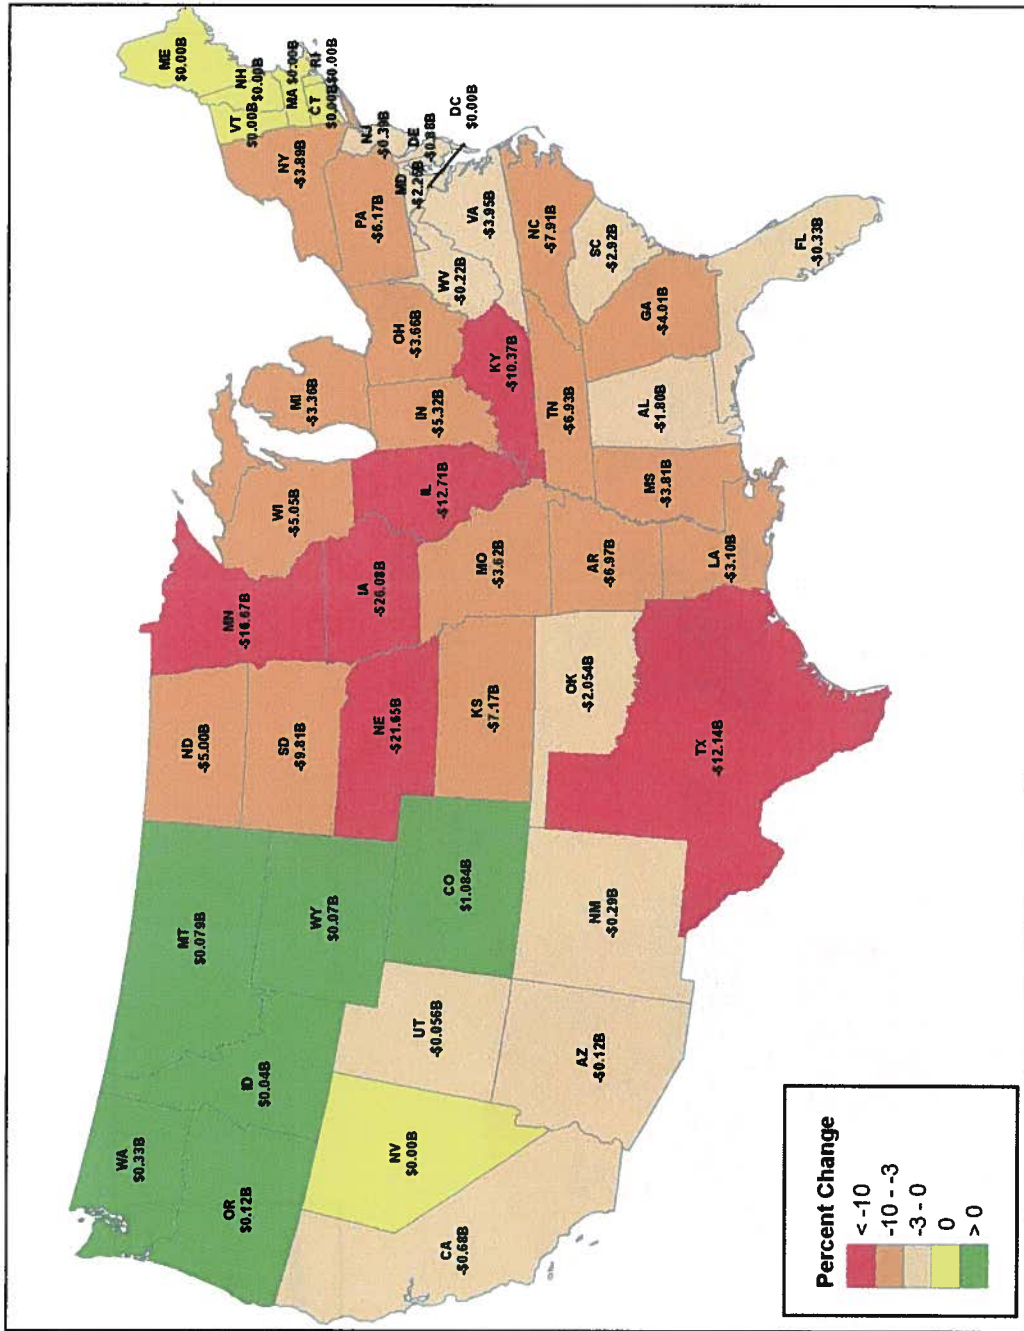 WA
$0.33B
OR
$0.12B
CA
-$0.68B
NV
$0.00B
ID
$0.04B
MT
$0.079B
WY
$0.07B
UT
-$0.056B
AZ
-$0.12B
CO
$1.084B
NM
-$0.29B
ND
-$5.00B
SD
-$9.81B
NE
-$21.65B
KS
-$7.17B
OK
-$2.054B
TX
-$12.14B
MN
-$16.67B
IA
-$26.08B
MO
-$3.62B
AR
-$6.97B
LA
-$3.10B
WI
-$5.05B
IL
-$12.71B
MS
-$3.81B
MI
-$3.36B
IN
-$5.32B
KY
-$10.37B
TN
-$6.93B
AL
-$1.80B
OH
-$3.66B
GA
-$4.01B
FL
-$0.33B
SC
-$2.92B
NC
-$7.91B
VA
-$3.95B
WV
-$0.22B
PA
-$6.17B
NY
-$3.89B
MD
NJ
-$0.39B
DE
DC
$0.00B
VT
$0.00B
NH
$0.00B
ME
$0.00B
MA $0.00B
CT
$0.00B
RI
$0.00B
Percent Change
< -10
-10 - -3
-3 - 0
0
> 0